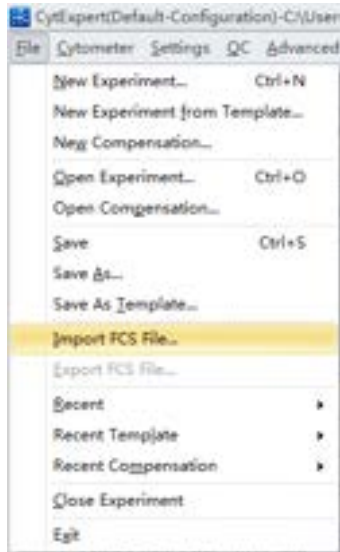 CytExpert(Default-Configuration)-C:\User
File Cytometer Settings QC Advanced
New Experiment... Ctrl+N
New Experiment from Template...
New Compensation...
Open Experiment... Ctrl+O
Open Compensation...
Save Ctrl+S
Save As...
Save As Template...
Import FCS File...
Export FCS File...
Recent
Recent Template
Recent Compensation
Close Experiment
Exit